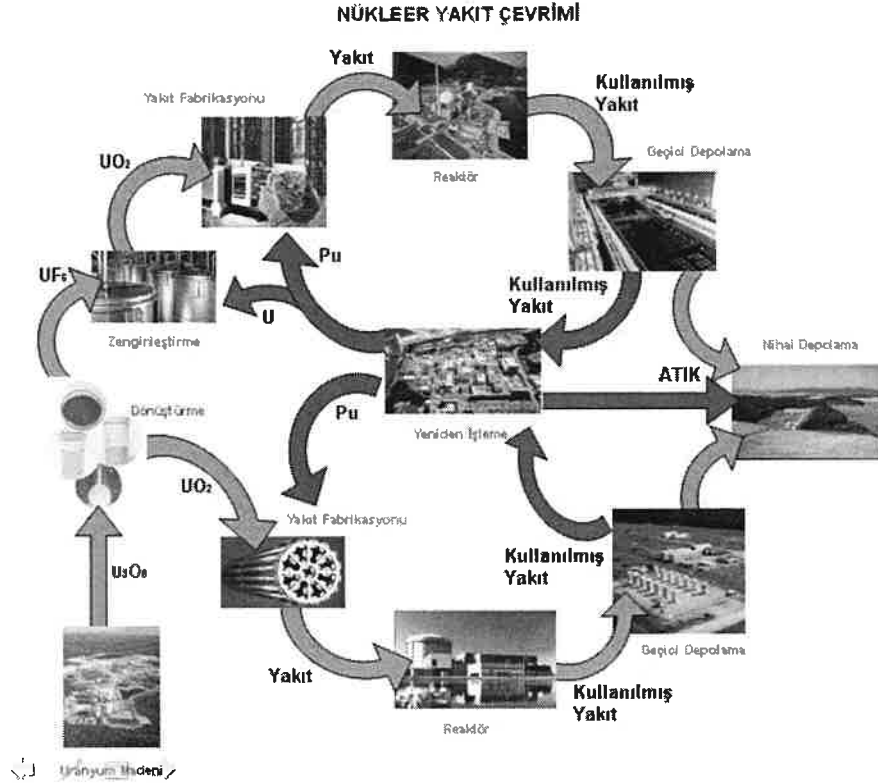 NÜKLEER YAKIT ÇEVRİMİ
Yakıt
Kullanılmış
Yakıt
Yakıt Fabrikasyonu
Geçici Depolama
Reaktör
UO₂
Pu
UF₆
Kullanılmış
Yakıt
U
Zenginleştirme
Nihai Depolama
ATIK
Dönüştürme
Pu
Yeniden İşleme
UO₂
Yakıt Fabrikasyonu
U₃O₈
Kullanılmış
Yakıt
Yakıt
Geçici Depolama
Kullanılmış
Yakıt
Reaktör
Uranyum Madeni